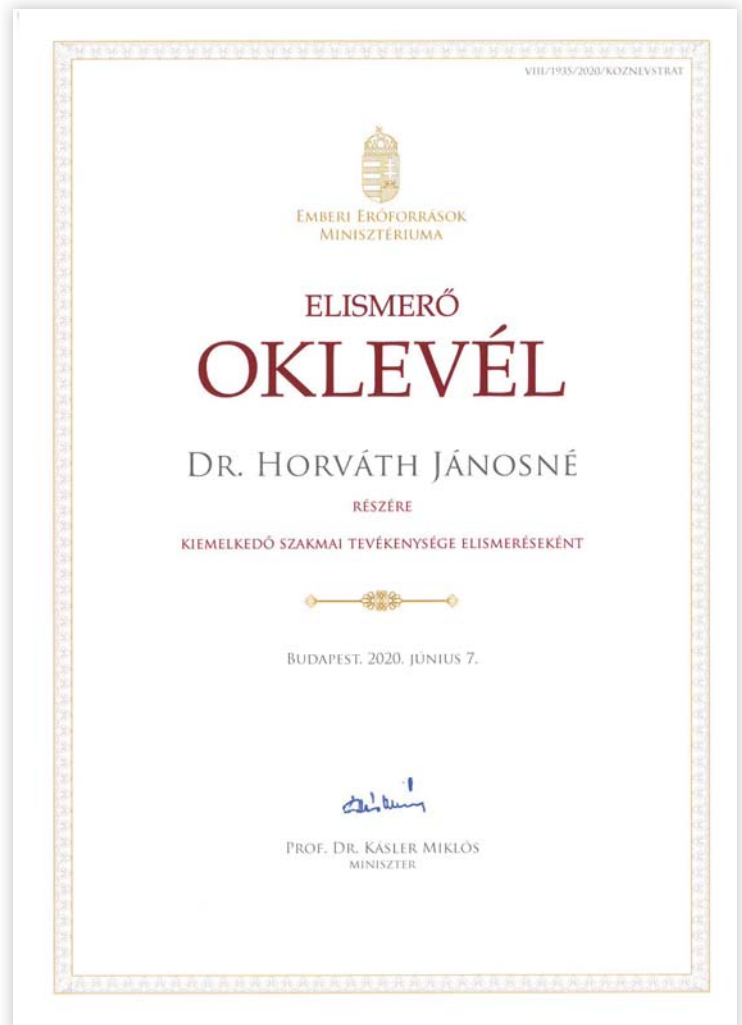 VIII/1935/2020/KOZNEVSTRAT
EMBERI ERŐFORRÁSOK
MINISZTÉRIUMA
ELISMERŐ
OKLEVÉL
DR. HORVÁTH JÁNOSNÉ
RÉSZÉRE
KIEMELKEDŐ SZAKMAI TEVÉKENYSÉGE ELISMERÉSEKÉNT
BUDAPEST, 2020. JÚNIUS 7.
PROF. DR. KÁSLER MIKLÓS
MINISZTER